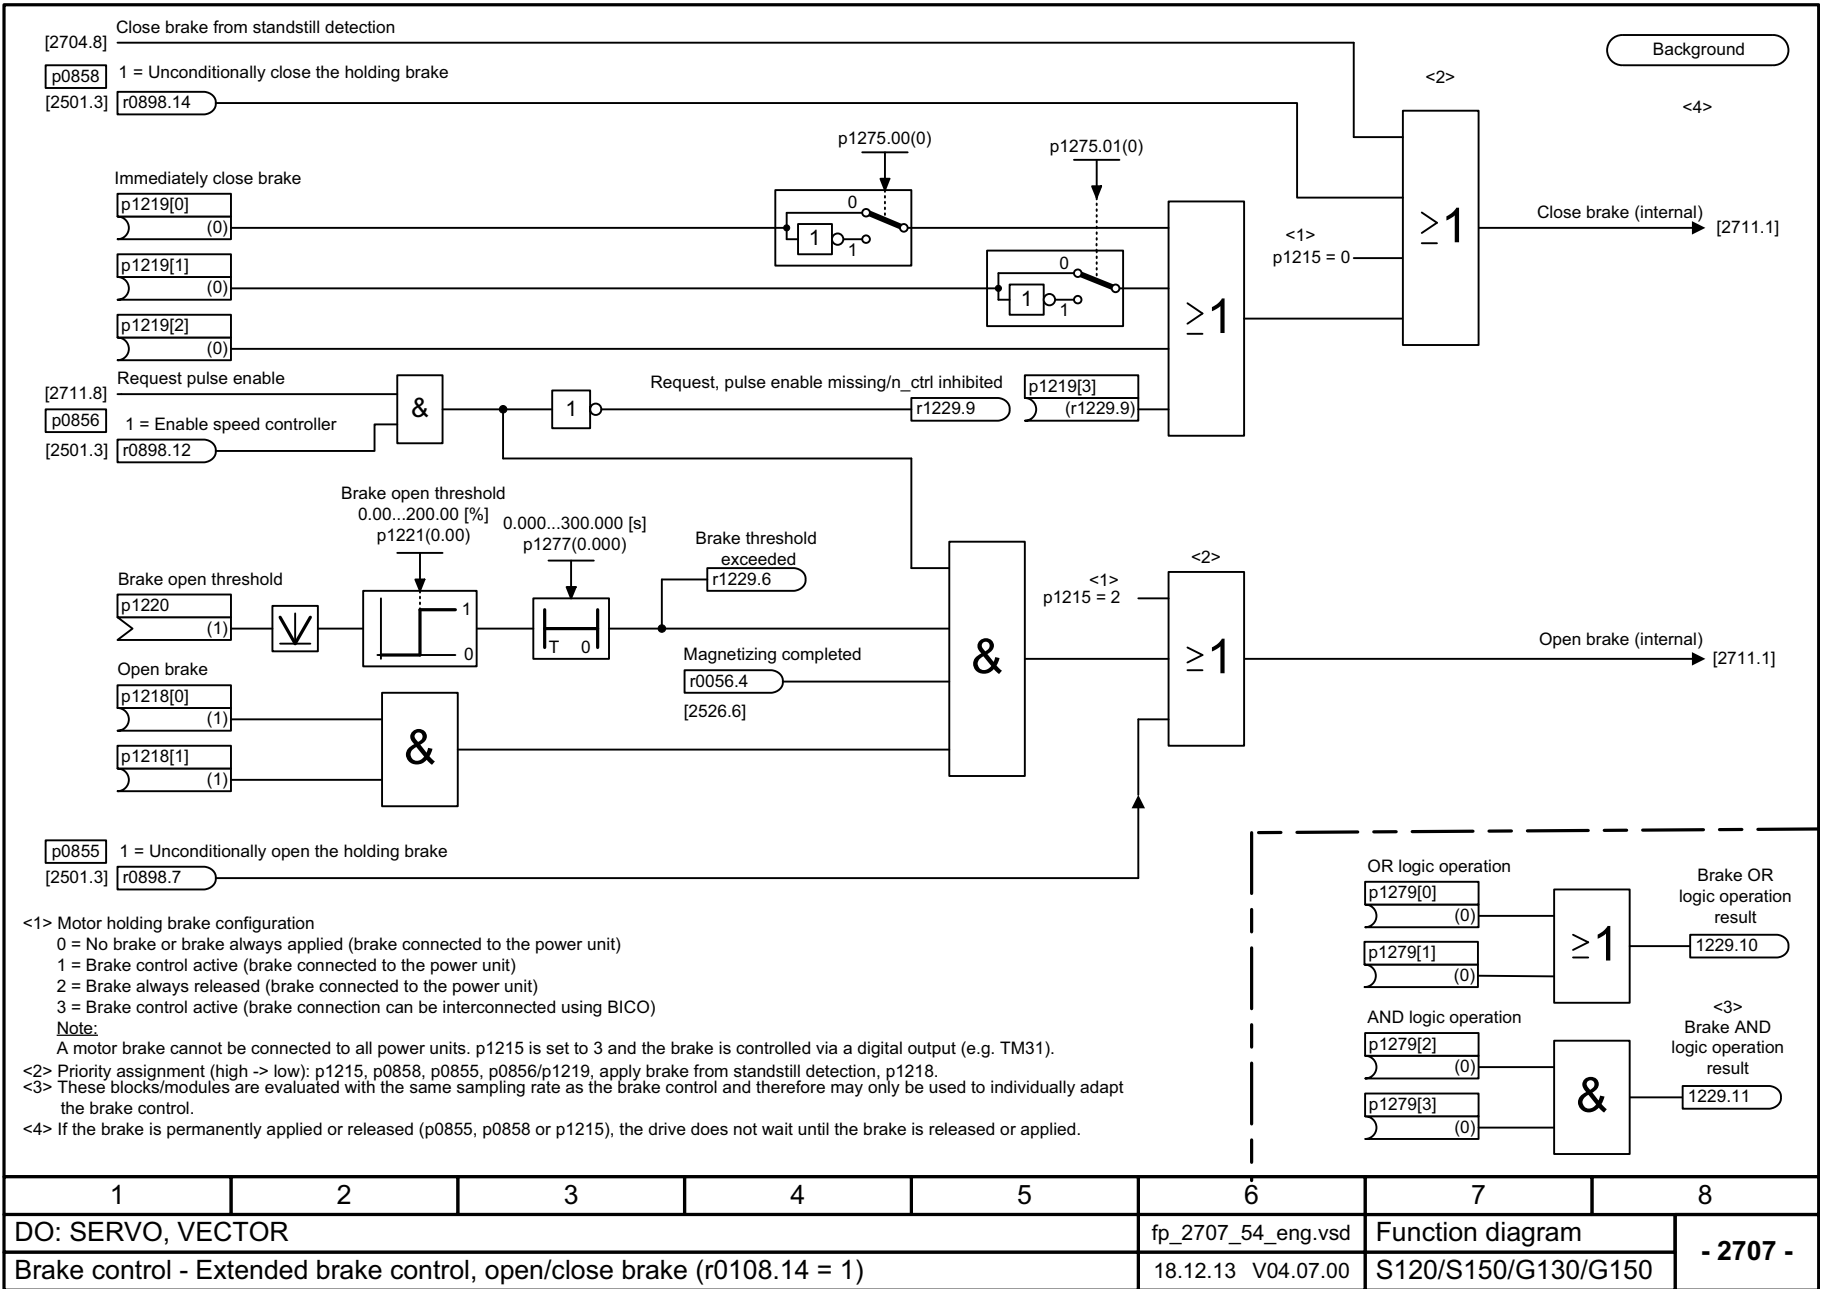 Close brake from standstill detection
[2704.8]
Background
p0858
1 = Unconditionally close the holding brake
<2>
[2501.3]
r0898.14
<4>
p1275.00(0)
p1275.01(0)
Immediately close brake
p1219[0]
(0)
0
1
1
≥1
Close brake (internal)
[2711.1]
<1>
p1215 = 0
p1219[1]
(0)
0
1
1
≥1
p1219[2]
(0)
Request pulse enable
[2711.8]
&
1
Request, pulse enable missing/n_ctrl inhibited
r1229.9
p1219[3]
(r1229.9)
p0856
1 = Enable speed controller
[2501.3]
r0898.12
Brake open threshold
0.00...200.00 [%]
p1221(0.00)
0.000...300.000 [s]
p1277(0.000)
Brake threshold
exceeded
r1229.6
<2>
Brake open threshold
p1220
(1)
1
0
T 0
<1>
p1215 = 2
Magnetizing completed
r0056.4
[2526.6]
&
≥1
Open brake (internal)
[2711.1]
Open brake
p1218[0]
(1)
p1218[1]
(1)
&
p0855
1 = Unconditionally open the holding brake
[2501.3]
r0898.7
OR logic operation
p1279[0]
(0)
p1279[1]
(0)
≥1
Brake OR
logic operation
result
1229.10
AND logic operation
p1279[2]
(0)
p1279[3]
(0)
&
<3>
Brake AND
logic operation
result
1229.11
<1> Motor holding brake configuration
0 = No brake or brake always applied (brake connected to the power unit)
1 = Brake control active (brake connected to the power unit)
2 = Brake always released (brake connected to the power unit)
3 = Brake control active (brake connection can be interconnected using BICO)
Note:
A motor brake cannot be connected to all power units. p1215 is set to 3 and the brake is controlled via a digital output (e.g. TM31).
<2> Priority assignment (high -> low): p1215, p0858, p0855, p0856/p1219, apply brake from standstill detection, p1218.
<3> These blocks/modules are evaluated with the same sampling rate as the brake control and therefore may only be used to individually adapt
the brake control.
<4> If the brake is permanently applied or released (p0855, p0858 or p1215), the drive does not wait until the brake is released or applied.
1 2 3 4 5 6 7 8
DO: SERVO, VECTOR
fp_2707_54_eng.vsd
Function diagram
- 2707 -
Brake control - Extended brake control, open/close brake (r0108.14 = 1)
18.12.13 V04.07.00
S120/S150/G130/G150